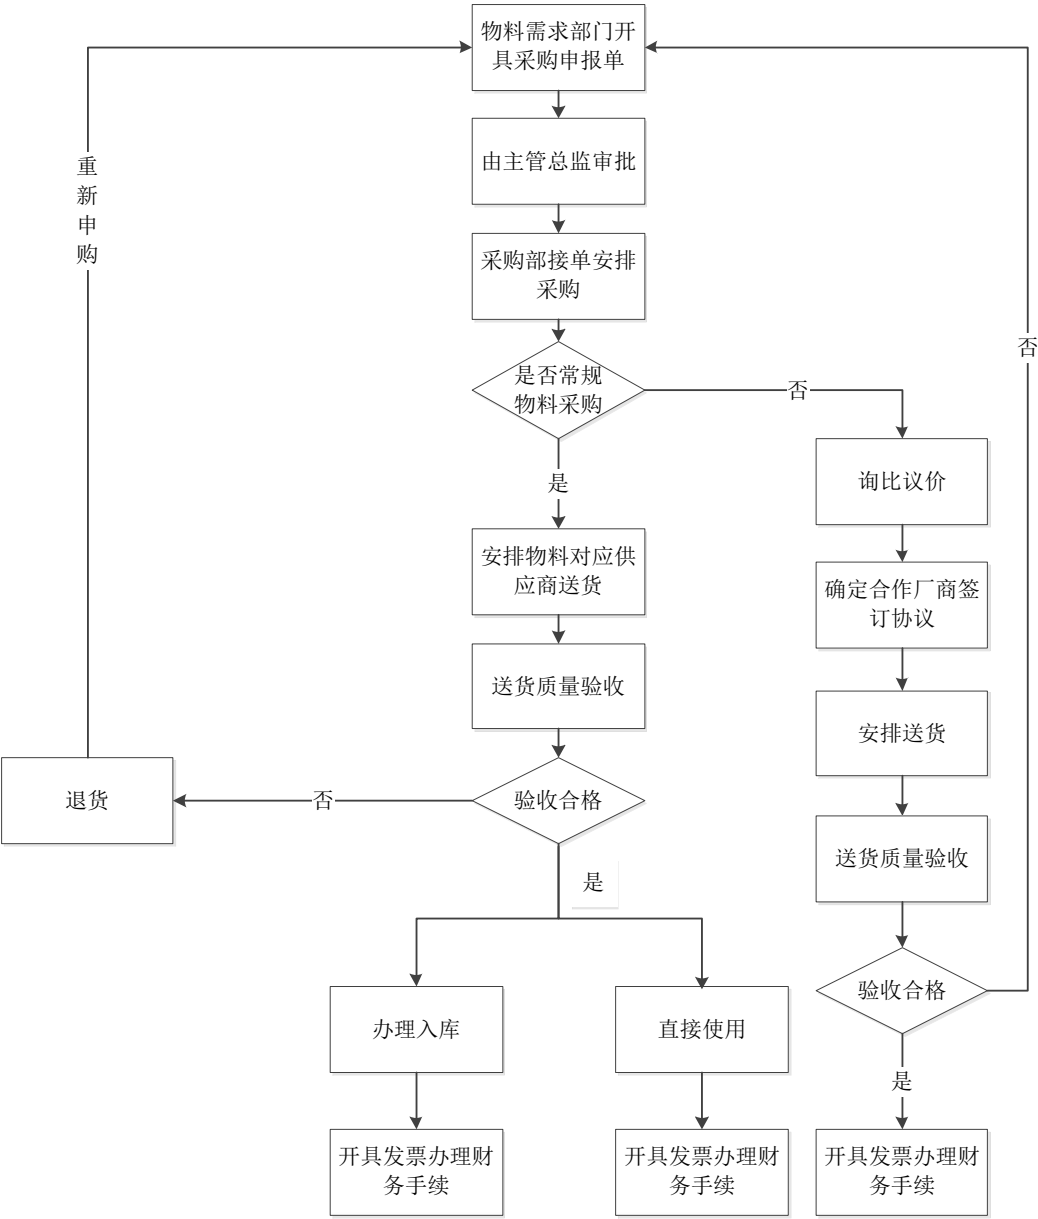 物料需求部门开
具采购申报单
由主管总监审批
重
新
申
购
采购部接单安排
采购
否
是否常规
物料采购
否
是
询比议价
安排物料对应供
应商送货
确定合作厂商签
订协议
送货质量验收
安排送货
退货
否
验收合格
送货质量验收
是
验收合格
办理入库
直接使用
是
开具发票办理财
务手续
开具发票办理财
务手续
开具发票办理财
务手续